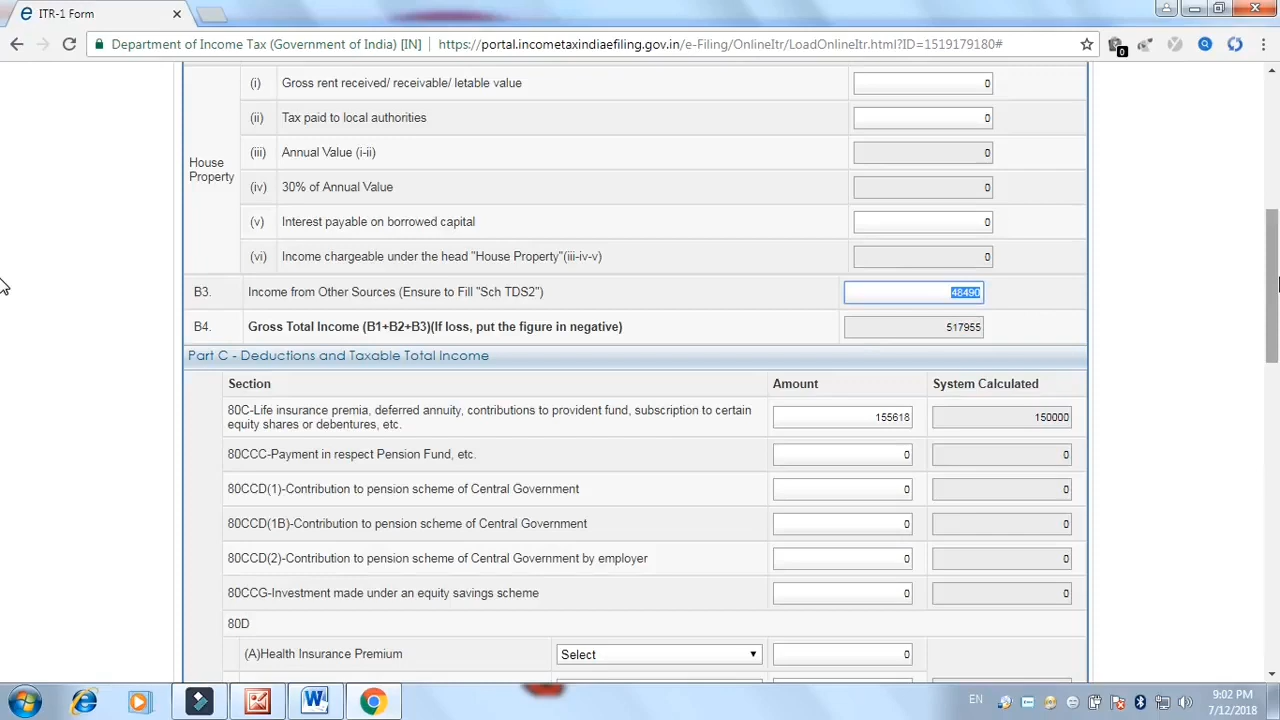 ITR-1 Form
Department of Income Tax (Government of India) [IN] https://portal.incometaxindiaefiling.gov.in/e-Filing/OnlineItr/LoadOnlineItr.html?ID=1519179180#
0
(i) Gross rent received/ receivable/ letable value 0
(ii) Tax paid to local authorities 0
(iii) Annual Value (i-ii) 0
House
Property
(iv) 30% of Annual Value 0
(v) Interest payable on borrowed capital 0
(vi) Income chargeable under the head "House Property"(iii-iv-v) 0
B3. Income from Other Sources (Ensure to Fill "Sch TDS2") 48490
B4. Gross Total Income (B1+B2+B3)(If loss, put the figure in negative) 517955
Part C - Deductions and Taxable Total Income
Section Amount System Calculated
80C-Life insurance premia, deferred annuity, contributions to provident fund, subscription to certain
equity shares or debentures, etc. 155618 150000
80CCC-Payment in respect Pension Fund, etc. 0 0
80CCD(1)-Contribution to pension scheme of Central Government 0 0
80CCD(1B)-Contribution to pension scheme of Central Government 0 0
80CCD(2)-Contribution to pension scheme of Central Government by employer 0 0
80CCG-Investment made under an equity savings scheme 0 0
80D
(A)Health Insurance Premium Select 0
EN
9:02 PM
7/12/2018